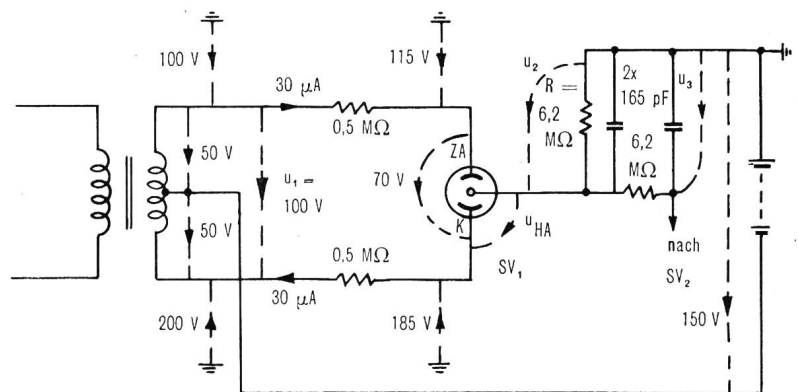 100 V
115 V
30 μA
0,5 MΩ
50 V
50 V
u₁ =
100 V
70 V
ZA
K
u₂
R =
6,2
MΩ
2x
165 pF
u₃
6,2
MΩ
u_HA
SV₁
nach
SV₂
0,5 MΩ
30 μA
200 V
185 V
150 V